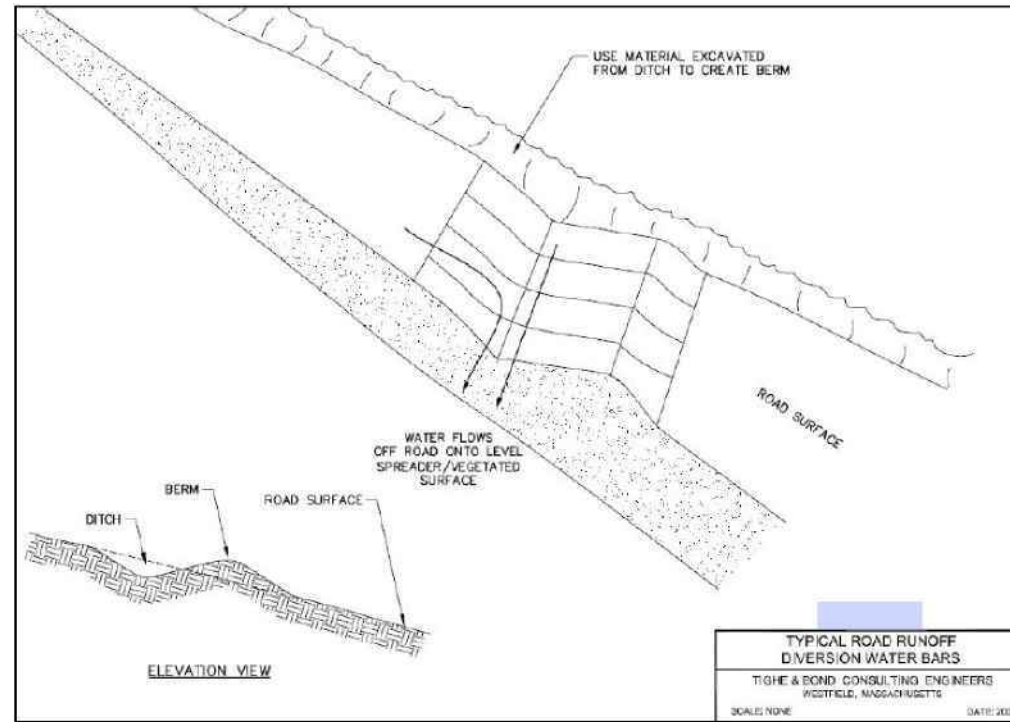 USE MATERIAL EXCAVATED
FROM DITCH TO CREATE BERM
ROAD SURFACE
WATER FLOWS
OFF ROAD ONTO LEVEL
SPREADER/VEGETATED
SURFACE
BERM
ROAD SURFACE
DITCH
ELEVATION VIEW
TYPICAL ROAD RUNOFF
DIVERSION WATER BARS
TIGHE & BOND CONSULTING ENGINEERS
WESTFIELD, MASSACHUSETTS
SCALE: NONE DATE: